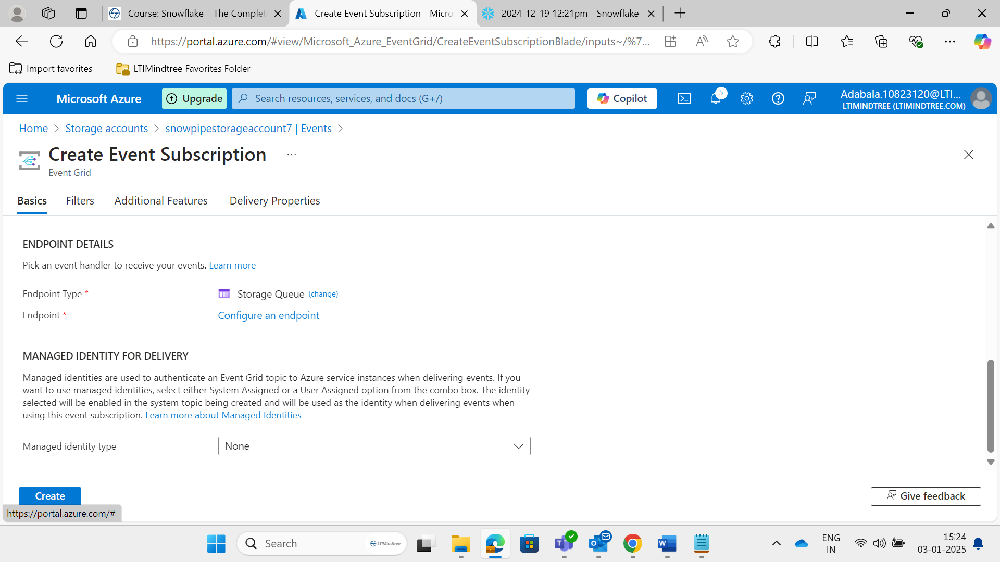 Course: Snowflake – The Complet
Create Event Subscription - Micro
2024-12-19 12:21pm - Snowflake
https://portal.azure.com/#view/Microsoft_Azure_EventGrid/CreateEventSubscriptionBlade/inputs~/%7...
Import favorites
LTIMindtree Favorites Folder
Microsoft Azure
Upgrade
Search resources, services, and docs (G+/)
Copilot
5
Adabala.10823120@LTI...
LTIMINDTREE (LTIMINDTREE.COM)
Home > Storage accounts > snowpipestorageaccount7 | Events >
Create Event Subscription ...
Event Grid
Basics Filters Additional Features Delivery Properties
ENDPOINT DETAILS
Pick an event handler to receive your events. Learn more
Endpoint Type * Storage Queue (change)
Endpoint * Configure an endpoint
MANAGED IDENTITY FOR DELIVERY
Managed identities are used to authenticate an Event Grid topic to Azure service instances when delivering events. If you
want to use managed identities, select either System Assigned or a User Assigned option from the combo box. The identity
selected will be enabled in the system topic being created and will be used as the identity when delivering events when
using this event subscription. Learn more about Managed Identities
Managed identity type None
Create
Give feedback
https://portal.azure.com/#
Search
LTIMindtree
ENG
IN
15:24
03-01-2025